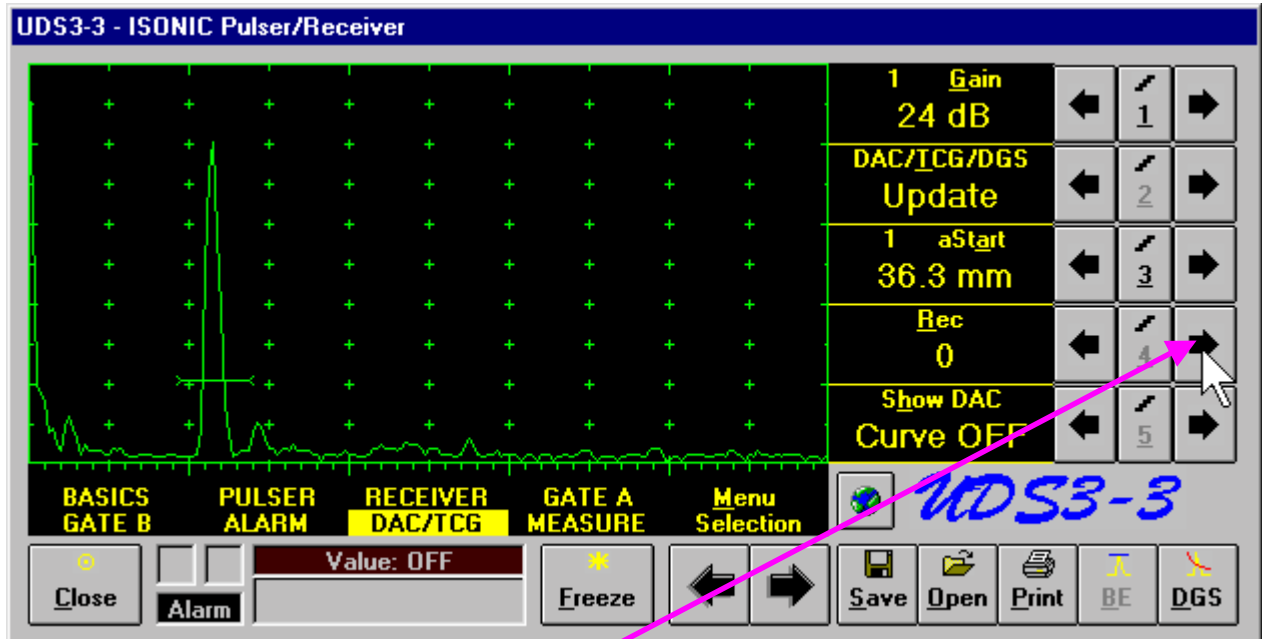 UDS3-3 - ISONIC Pulser/Receiver
1 Gain
24 dB
1
DAC/TCG/DGS
Update
2
1 aStart
36.3 mm
3
Rec
0
4
Show DAC
Curve OFF
5
BASICS PULSER RECEIVER GATE A Menu
GATE B ALARM DAC/TCG MEASURE Selection
UDS3-3
Value: OFF
Close Alarm Freeze Save Open Print BE DGS